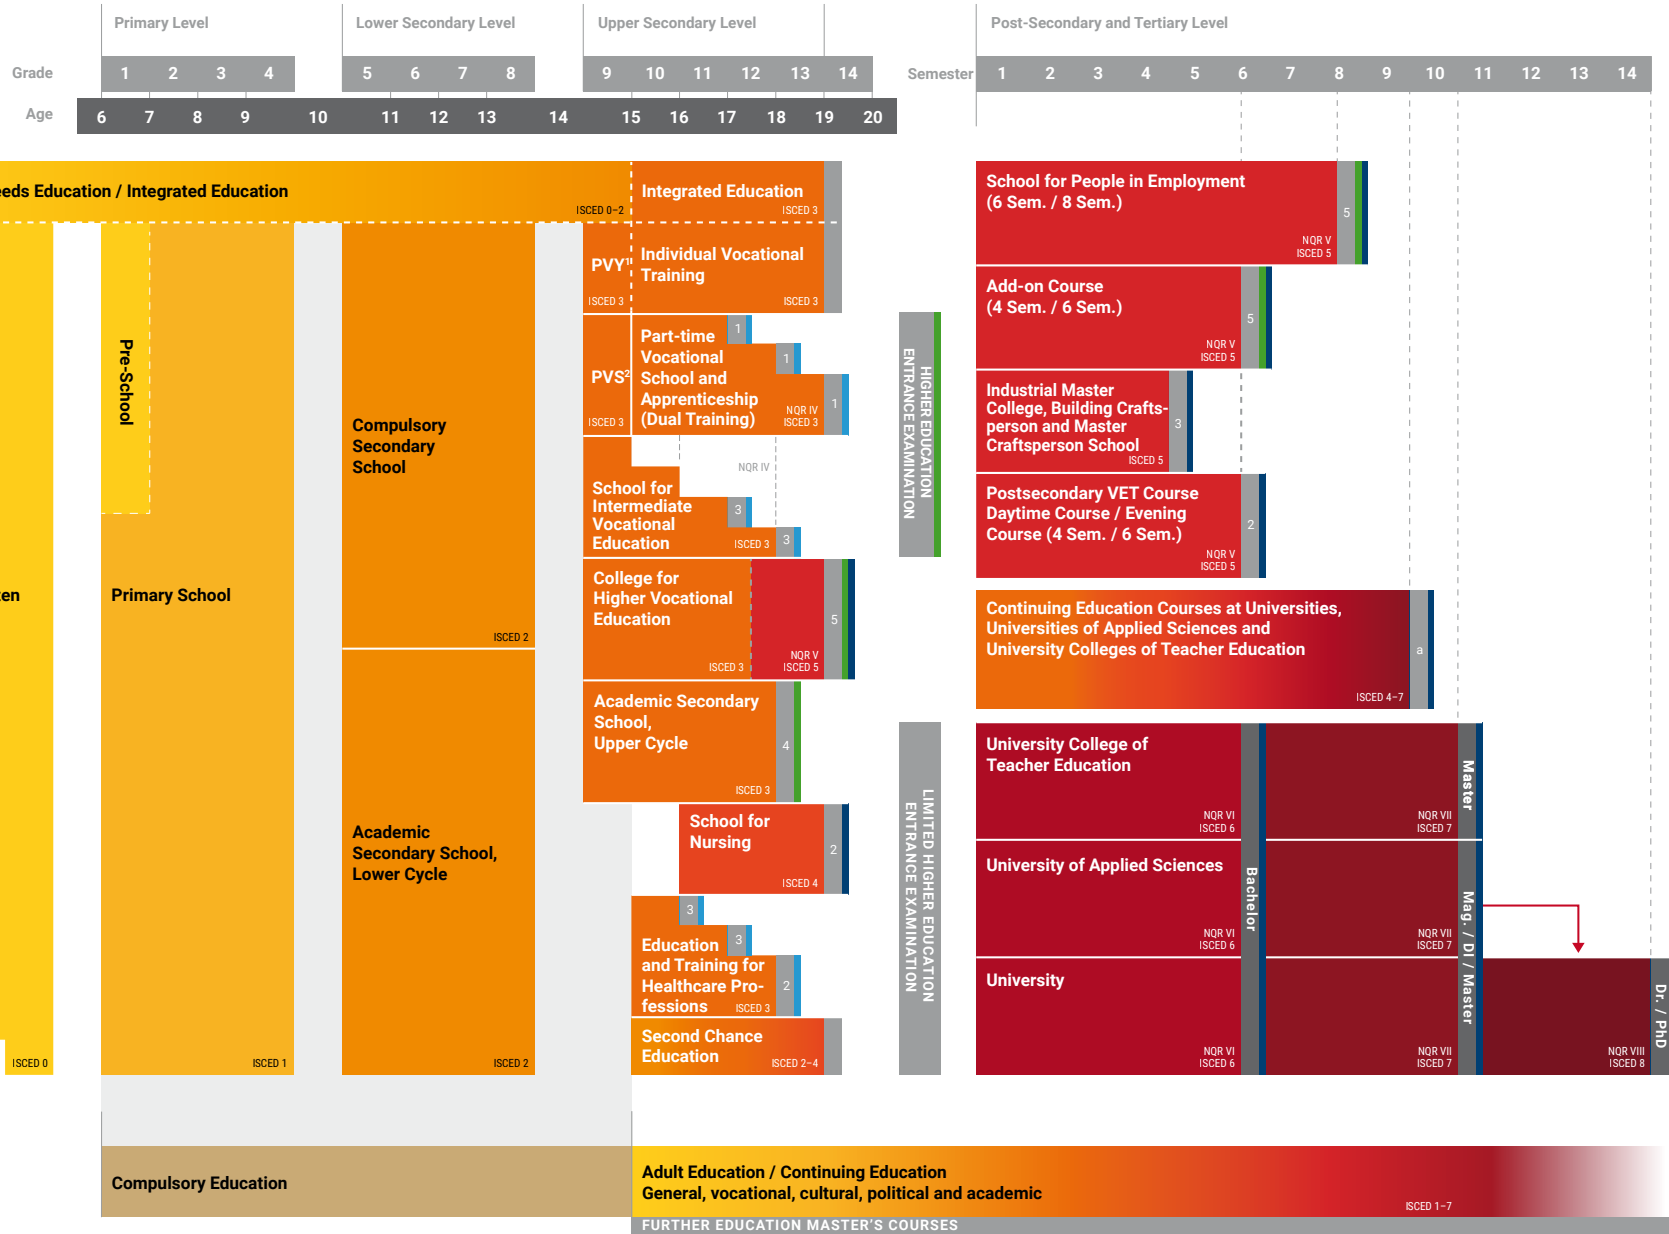 Primary Level
Lower Secondary Level
Upper Secondary Level
Post-Secondary and Tertiary Level
Grade
1 2 3 4
5 6 7 8
9 10 11 12 13 14
Semester
1 2 3 4 5 6 7 8 9 10 11 12 13 14
Age
6 7 8 9 10 11 12 13 14 15 16 17 18 19 20
eeds Education / Integrated Education
ISCED 0–2
Integrated Education
ISCED 3
PVY¹
ISCED 3
Individual Vocational
Training
ISCED 3
Pre-School
Primary School
ISCED 1
en
ISCED 0
Compulsory
Secondary
School
ISCED 2
Academic
Secondary School,
Lower Cycle
ISCED 2
PVS²
ISCED 3
Part-time
Vocational
School and
Apprenticeship
(Dual Training)
NQR IV
ISCED 3
1
1
1
NQR IV
School for
Intermediate
Vocational
Education
ISCED 3
3
3
College for
Higher Vocational
Education
ISCED 3
NQR V
ISCED 5
5
Academic Secondary
School,
Upper Cycle
ISCED 3
4
School for
Nursing
ISCED 4
2
Education
and Training for
Healthcare Pro-
fessions
ISCED 3
3
3
2
Second Chance
Education
ISCED 2–4
HIGHER EDUCATION
ENTRANCE EXAMINATION
LIMITED HIGHER EDUCATION
ENTRANCE EXAMINATION
School for People in Employment
(6 Sem. / 8 Sem.)
NQR V
ISCED 5
5
Add-on Course
(4 Sem. / 6 Sem.)
NQR V
ISCED 5
5
Industrial Master
College, Building Crafts-
person and Master
Craftsperson School
ISCED 5
3
Postsecondary VET Course
Daytime Course / Evening
Course (4 Sem. / 6 Sem.)
NQR V
ISCED 5
2
Continuing Education Courses at Universities,
Universities of Applied Sciences and
University Colleges of Teacher Education
ISCED 4–7
a
University College of
Teacher Education
NQR VI
ISCED 6
NQR VII
ISCED 7
Master
University of Applied Sciences
NQR VI
ISCED 6
NQR VII
ISCED 7
Bachelor
Mag. / DI / Master
University
NQR VI
ISCED 6
NQR VII
ISCED 7
NQR VIII
ISCED 8
Dr. / PhD
Compulsory Education
Adult Education / Continuing Education
General, vocational, cultural, political and academic
ISCED 1–7
FURTHER EDUCATION MASTER'S COURSES